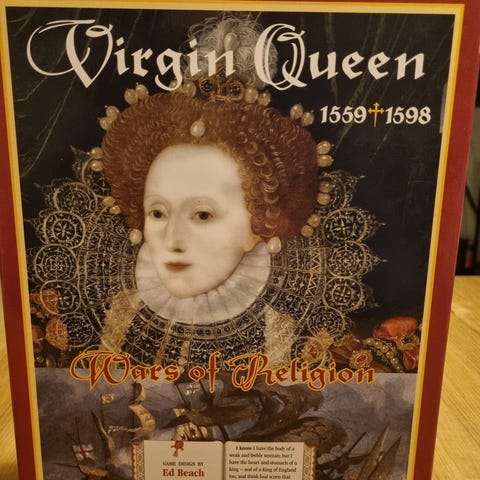 Virgin Queen
1559†1598
Wars of Religion
GAME DESIGN BY
Ed Beach
I know I have the body of a
weak and feeble woman; but I
have the heart and stomach of a
king – and of a King of England
too, and think foul scorn that